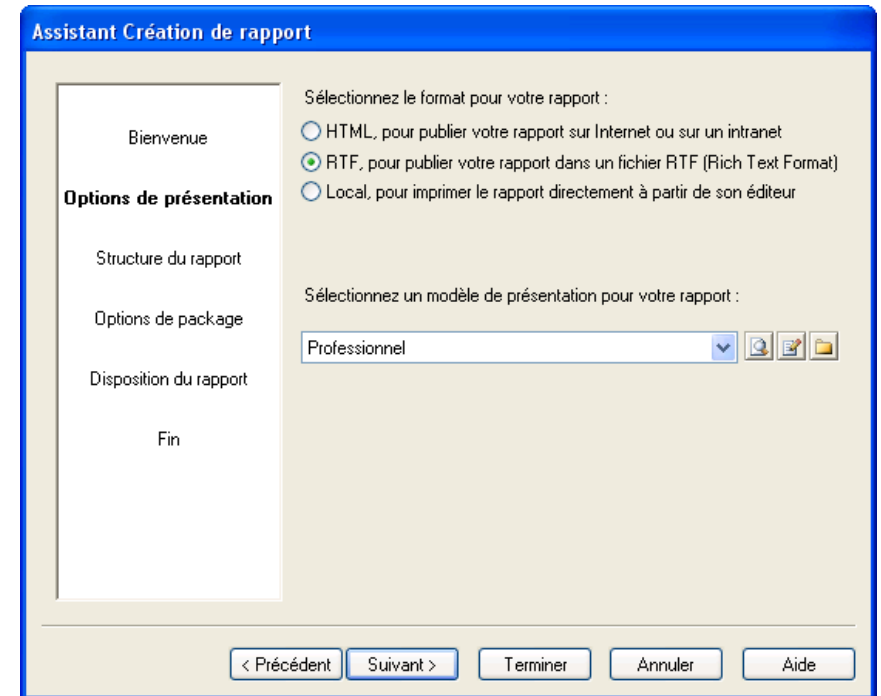 Assistant Création de rapport
Bienvenue
Options de présentation
Structure du rapport
Options de package
Disposition du rapport
Fin
Sélectionnez le format pour votre rapport :
HTML, pour publier votre rapport sur Internet ou sur un intranet
RTF, pour publier votre rapport dans un fichier RTF (Rich Text Format)
Local, pour imprimer le rapport directement à partir de son éditeur
Sélectionnez un modèle de présentation pour votre rapport :
Professionnel
< Précédent Suivant > Terminer Annuler Aide